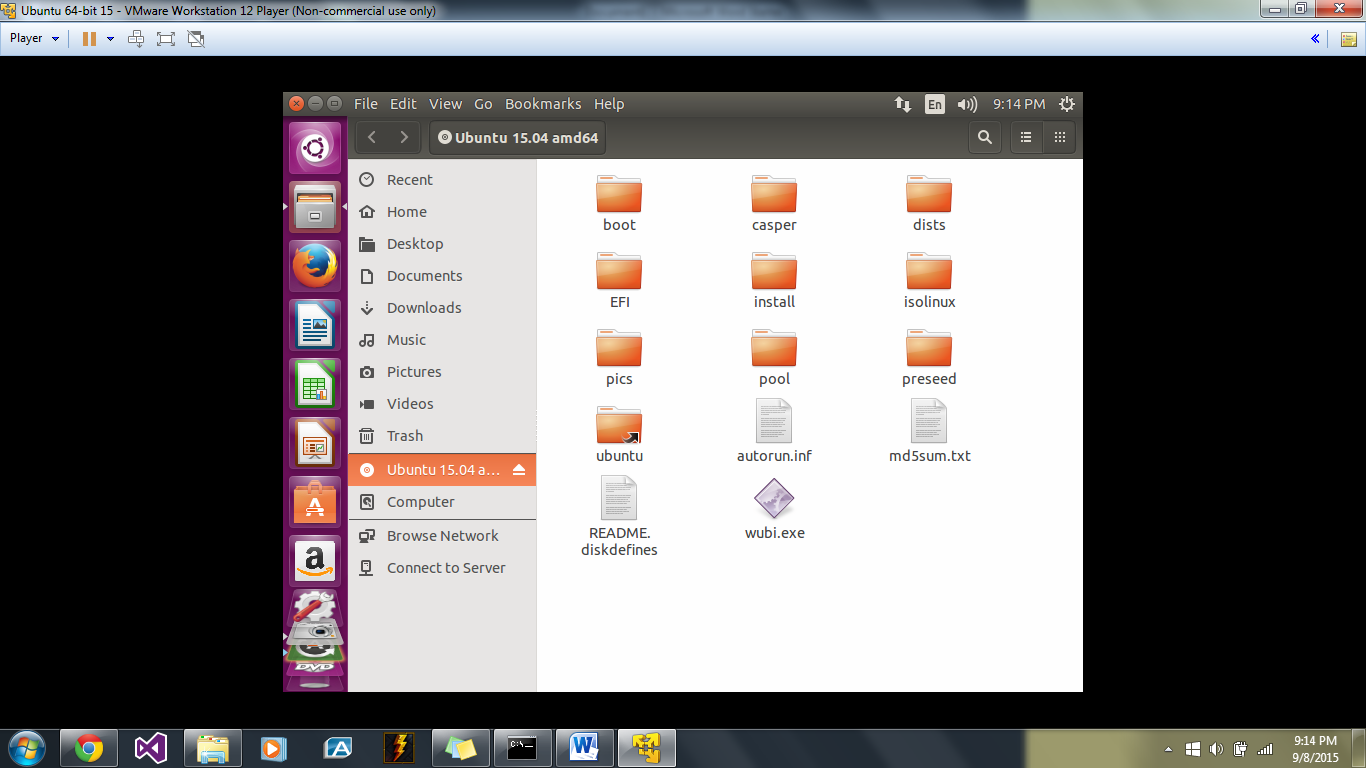 Ubuntu 64-bit 15 - VMware Workstation 12 Player (Non-commercial use only)
Player
File Edit View Go Bookmarks Help
En
9:14 PM
Ubuntu 15.04 amd64
Recent
Home
Desktop
Documents
Downloads
Music
Pictures
Videos
Trash
Ubuntu 15.04 a...
Computer
Browse Network
Connect to Server
boot casper dists
EFI install isolinux
pics pool preseed
ubuntu autorun.inf md5sum.txt
README.
diskdefines
wubi.exe
a
A
DVD
C:\
W
9:14 PM
9/8/2015